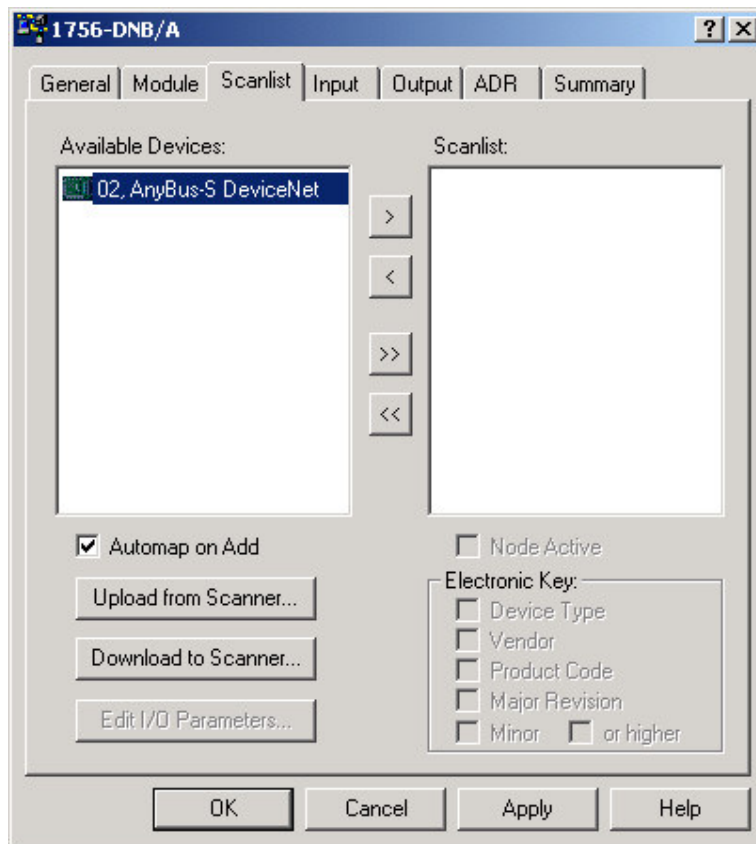 1756-DNB/A
? X
General Module Scanlist Input Output ADR Summary
Available Devices: Scanlist:
02, AnyBus-S DeviceNet
>
<
>>
<<
Automap on Add Node Active
Upload from Scanner... Electronic Key:
Device Type
Vendor
Download to Scanner... Product Code
Major Revision
Edit I/O Parameters... Minor or higher
OK Cancel Apply Help